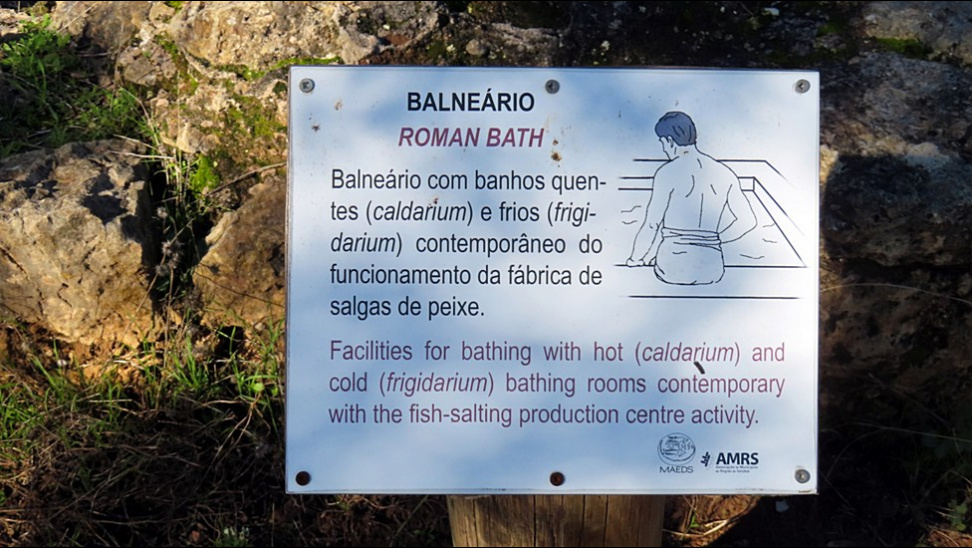 BALNEÁRIO
ROMAN BATH
Balneário com banhos quen-
tes (caldarium) e frios (frigi-
darium) contemporâneo do
funcionamento da fábrica de
salgas de peixe.
Facilities for bathing with hot (caldarium) and
cold (frigidarium) bathing rooms contemporary
with the fish-salting production centre activity.
MAEDS
AMRS